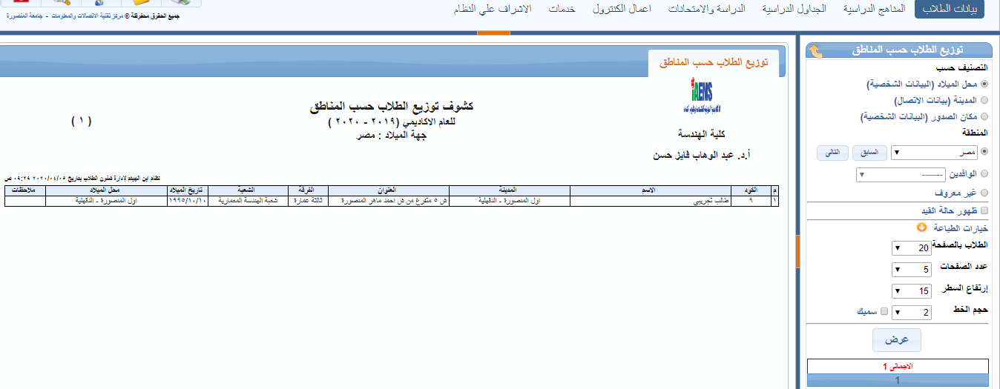 بيانات الطلاب المناهج الدراسية الجداول الدراسية الدراسة والامتحانات اعمال الكنترول خدمات الاشراف علي النظام
جميع الحقوق محفوظة © مركز تقنية الاتصالات والمعلومات - جامعة المنصورة
توزيع الطلاب حسب المناطق
التصنيف حسب
محل الميلاد (البيانات الشخصية)
المدينة (بيانات الاتصال)
مكان الصدور (البيانات الشخصية)
المنطقة
مصر السابق التالى
الوافدين -------
غير معروف
ظهور حالة القيد
خيارات الطباعة
الطلاب بالصفحة 20
عدد الصفحات 5
إرتفاع السطر 15
حجم الخط 2 سميك
عرض
الاجمالى 1
1
توزيع الطلاب حسب المناطق
كلية الهندسة
أ.د. عبد الوهاب فايز حسن
كشوف توزيع الطلاب حسب المناطق
للعام الاكاديمي (٢٠١٩ - ٢٠٢٠ )
جهة الميلاد : مصر
( ١ )
نظام ابن الهيثم لإدارة شئون الطلاب بتاريخ ٢٠٢٠/٠٤/٠٥ ٠٩:٢٩ ص
م الكود الاسم المدينة العنوان الفرقة الشعبة تاريخ الميلاد محل الميلاد ملاحظات
١ ٩ طالب تجريبي اول المنصورة - الدقهلية ش ٥ متفرع من ش احمد ماهر المنصورة ثالثة عمارة شعبة الهندسة المعمارية ١٩٩٥/١٠/١٠ اول المنصورة - الدقهلية